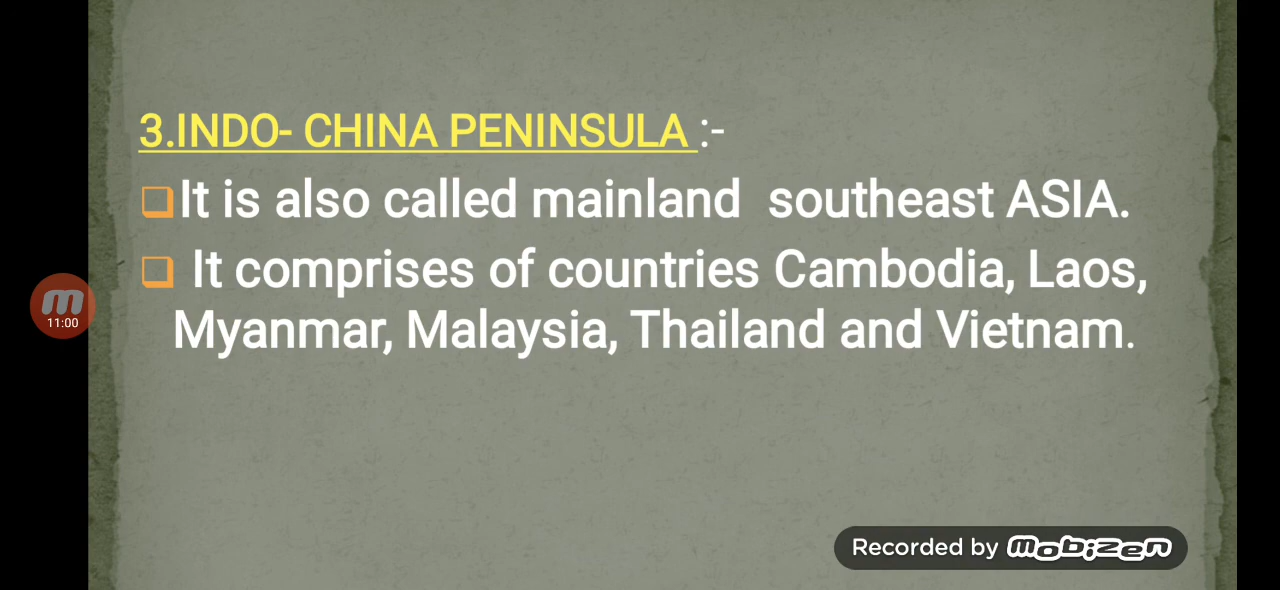 3.INDO- CHINA PENINSULA :-
It is also called mainland southeast ASIA.
It comprises of countries Cambodia, Laos,
Myanmar, Malaysia, Thailand and Vietnam.
11:00
Recorded by mobizen